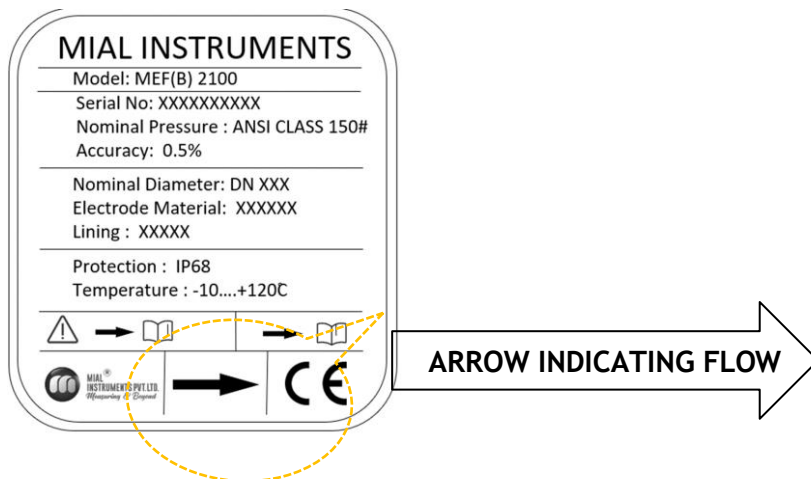 MIAL INSTRUMENTS
Model: MEF(B) 2100
Serial No: XXXXXXXXXX
Nominal Pressure : ANSI CLASS 150#
Accuracy: 0.5%
Nominal Diameter: DN XXX
Electrode Material: XXXXXX
Lining : XXXXX
Protection : IP68
Temperature : -10....+120℃
MIAL®
INSTRUMENTS PVT.LTD.
Measuring & Beyond
CE
ARROW INDICATING FLOW